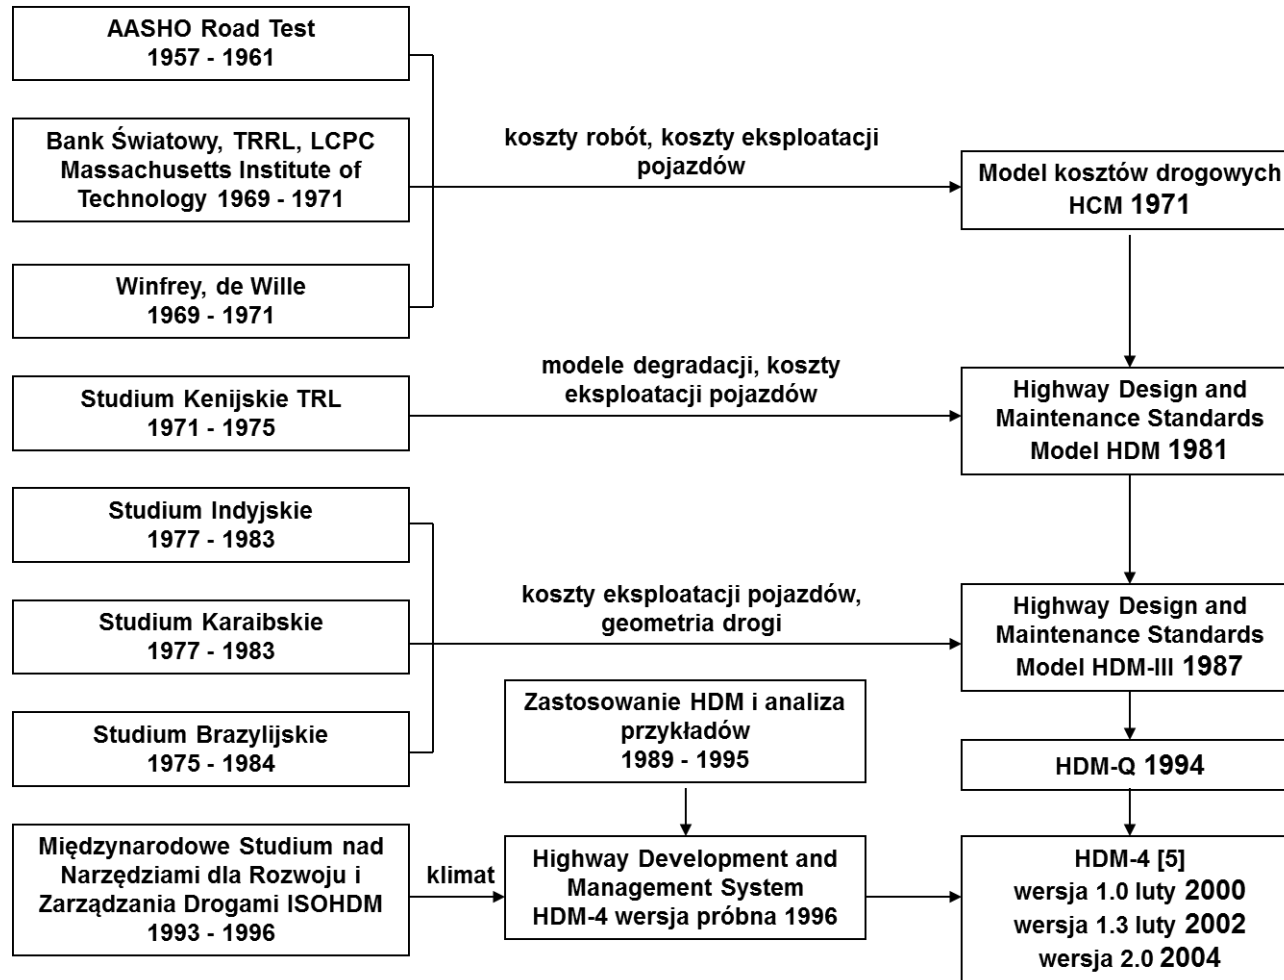 AASHO Road Test
1957 - 1961
Bank Światowy, TRRL, LCPC
Massachusetts Institute of
Technology 1969 - 1971
koszty robót, koszty eksploatacji
pojazdów
Model kosztów drogowych
HCM 1971
Winfrey, de Wille
1969 - 1971
Studium Kenijskie TRL
1971 - 1975
modele degradacji, koszty
eksploatacji pojazdów
Highway Design and
Maintenance Standards
Model HDM 1981
Studium Indyjskie
1977 - 1983
Studium Karaibskie
1977 - 1983
koszty eksploatacji pojazdów,
geometria drogi
Highway Design and
Maintenance Standards
Model HDM-III 1987
Studium Brazylijskie
1975 - 1984
Zastosowanie HDM i analiza
przykładów
1989 - 1995
HDM-Q 1994
Międzynarodowe Studium nad
Narzędziami dla Rozwoju i
Zarządzania Drogami ISOHDM
1993 - 1996
klimat
Highway Development and
Management System
HDM-4 wersja próbna 1996
HDM-4 [5]
wersja 1.0 luty 2000
wersja 1.3 luty 2002
wersja 2.0 2004